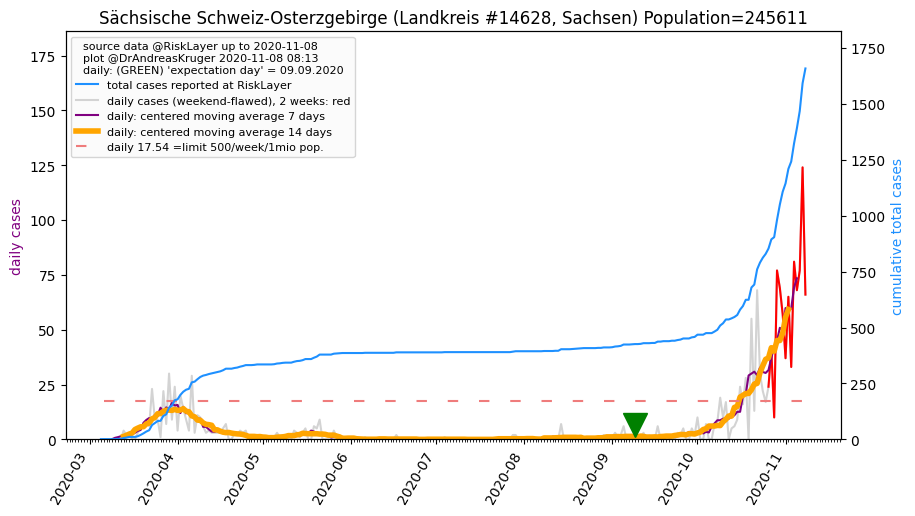 Sächsische Schweiz-Osterzgebirge (Landkreis #14628, Sachsen) Population=245611
source data @RiskLayer up to 2020-11-08
plot @DrAndreasKruger 2020-11-08 08:13
daily: (GREEN) 'expectation day' = 09.09.2020
total cases reported at RiskLayer
daily cases (weekend-flawed), 2 weeks: red
daily: centered moving average 7 days
daily: centered moving average 14 days
daily 17.54 =limit 500/week/1mio pop.
daily cases
175
150
125
100
75
50
25
0
cumulative total cases
1750
1500
1250
1000
750
500
250
0
2020-03
2020-04
2020-05
2020-06
2020-07
2020-08
2020-09
2020-10
2020-11